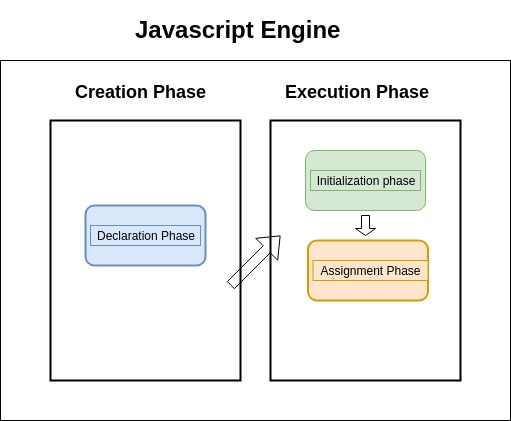 Javascript Engine
Creation Phase
Execution Phase
Declaration Phase
Initialization phase
Assignment Phase